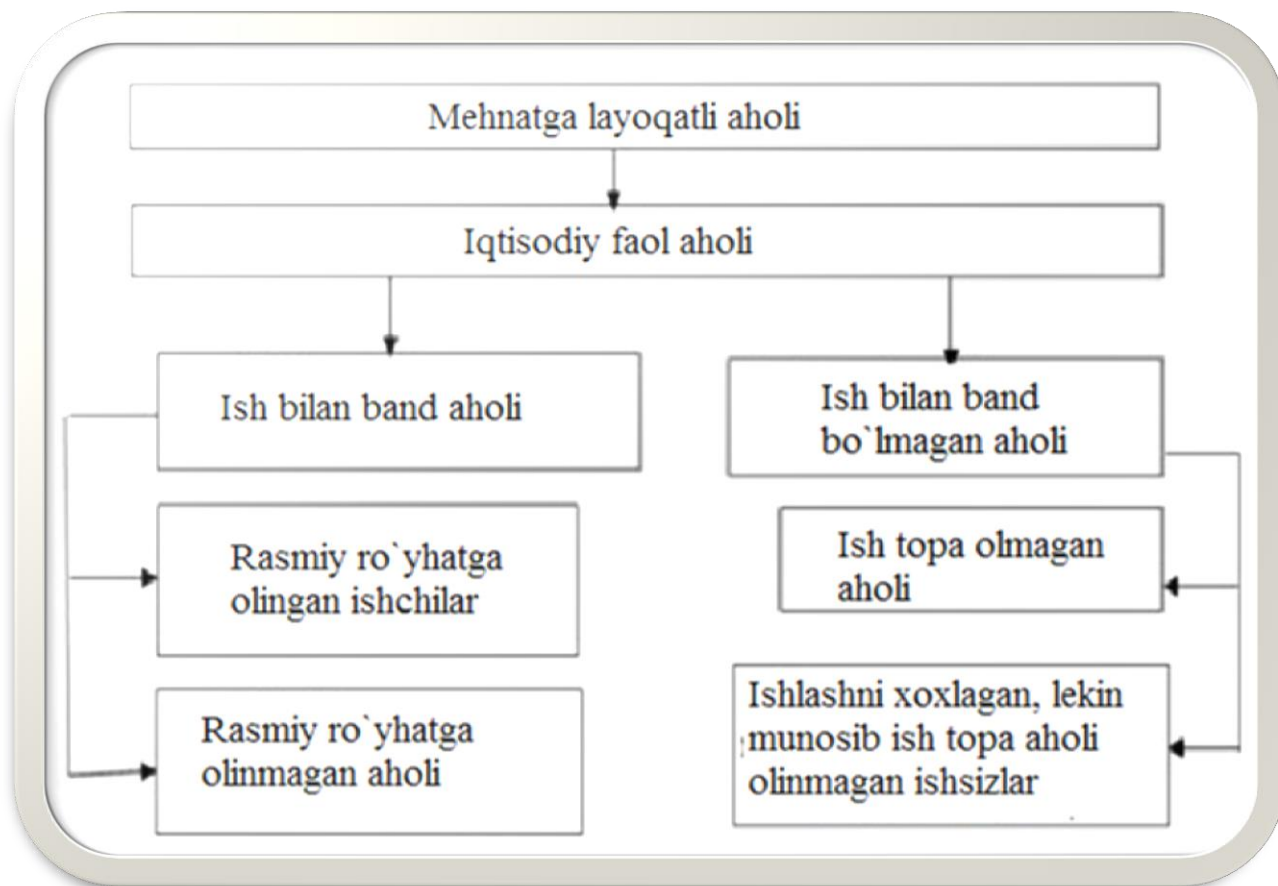 Mehnatga layoqatli aholi
Iqtisodiy faol aholi
Ish bilan band aholi
Ish bilan band
bo`lmagan aholi
Rasmiy ro`yhatga
olingan ishchilar
Ish topa olmagan
aholi
Rasmiy ro`yhatga
olinmagan aholi
Ishlashni xoxlagan, lekin
munosib ish topa aholi
olinmagan ishsizlar